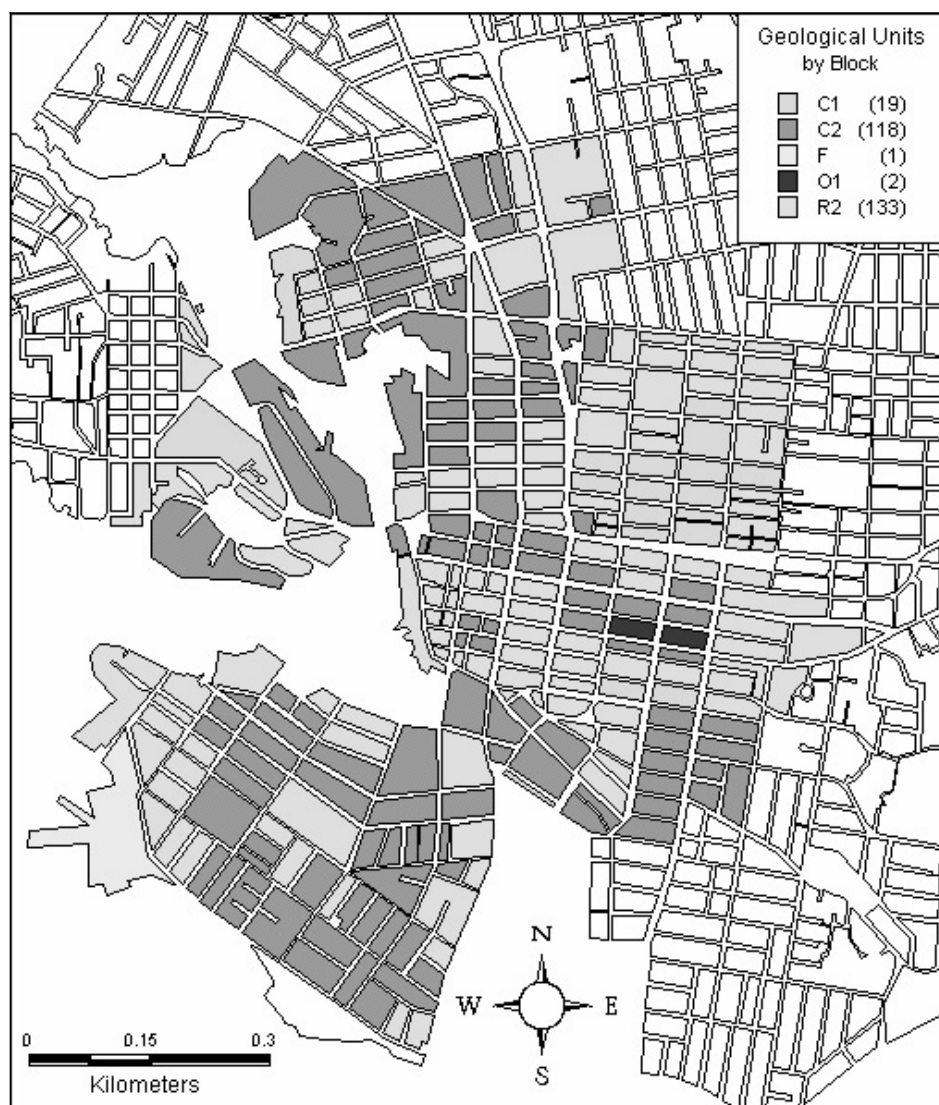 Geological Units
by Block
C1 (19)
C2 (118)
F (1)
O1 (2)
R2 (133)
N
W E
S
0 0.15 0.3
Kilometers